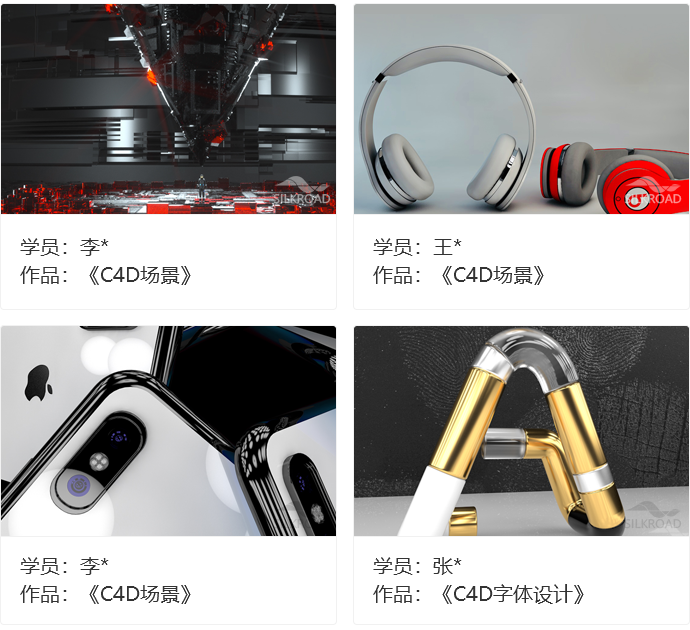 SILKROAD
SILKROAD
学员：李*
作品：《C4D场景》
学员：王*
作品：《C4D场景》
SILKROAD
SILKROAD
学员：李*
作品：《C4D场景》
学员：张*
作品：《C4D字体设计》